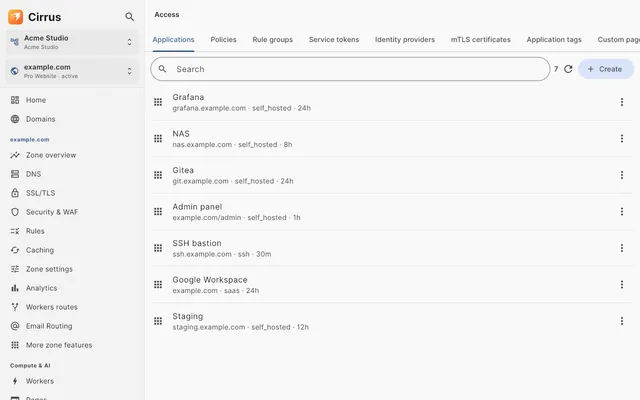 Cirrus
Acme Studio
Acme Studio
example.com
Pro Website · active
Home
Domains
example.com
Zone overview
DNS
SSL/TLS
Security & WAF
Rules
Caching
Zone settings
Analytics
Workers routes
Email Routing
More zone features
Compute & AI
Workers
Pages
Access
Applications Policies Rule groups Service tokens Identity providers mTLS certificates Application tags Custom page
Search
7
+ Create
Grafana
grafana.example.com · self_hosted · 24h
NAS
nas.example.com · self_hosted · 8h
Gitea
git.example.com · self_hosted · 24h
Admin panel
example.com/admin · self_hosted · 1h
SSH bastion
ssh.example.com · ssh · 30m
Google Workspace
example.com · saas · 24h
Staging
staging.example.com · self_hosted · 12h